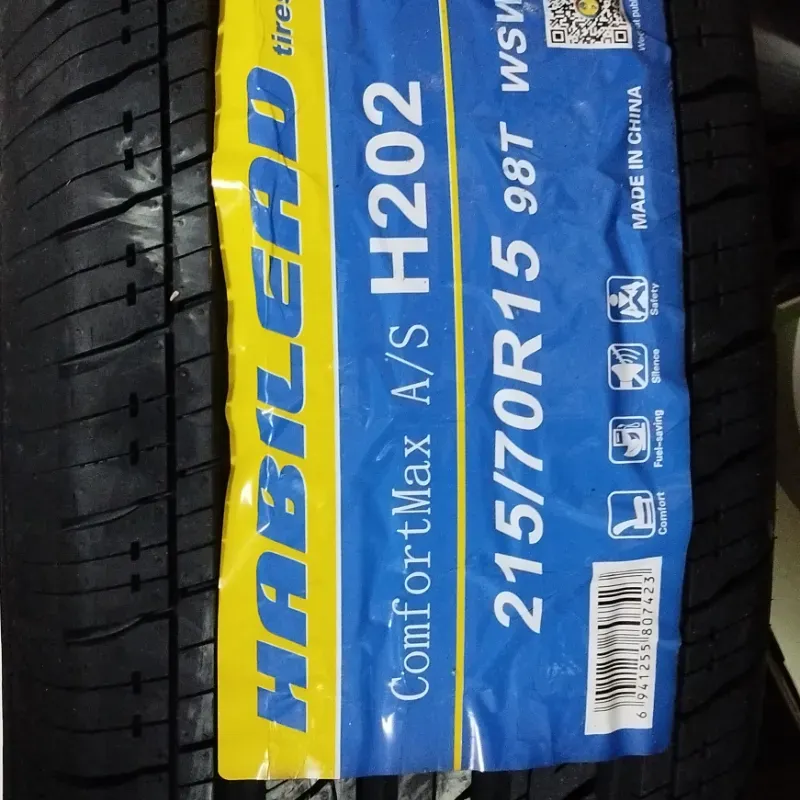 HABILEAD tires
ComfortMax A/S H202
215/70R15 98T WSW
Comfort
Fuel-saving
Silence
Safety
MADE IN CHINA
6 941255 807423